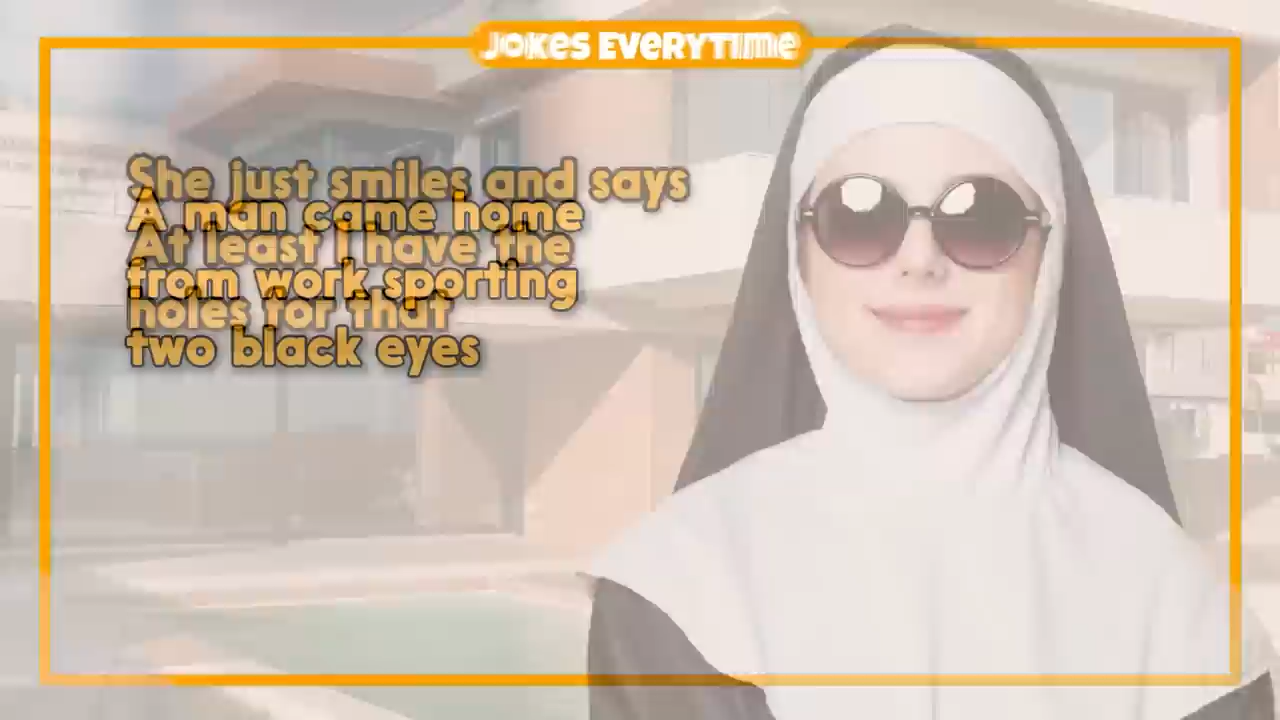 Jokes Everytime
She just smiles and says
A man came home
At least I have the
from work sporting
holes for that
two black eyes